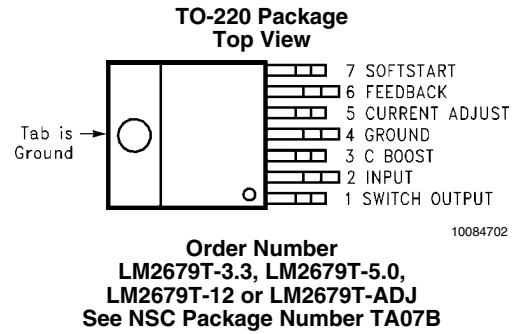 TO-220 Package
Top View
7 SOFTSTART
6 FEEDBACK
5 CURRENT ADJUST
4 GROUND
3 C BOOST
2 INPUT
1 SWITCH OUTPUT
Tab is
Ground
10084702
Order Number
LM2679T-3.3, LM2679T-5.0,
LM2679T-12 or LM2679T-ADJ
See NSC Package Number TA07B